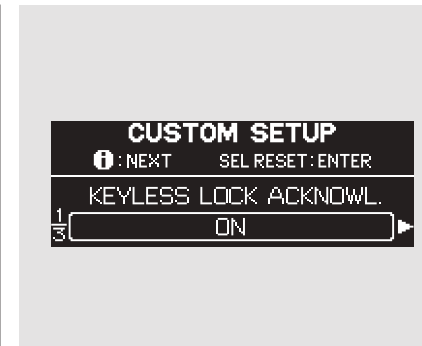 CUSTOM SETUP
i : NEXT SEL RESET : ENTER
KEYLESS LOCK ACKNOWL.
1/3 ON